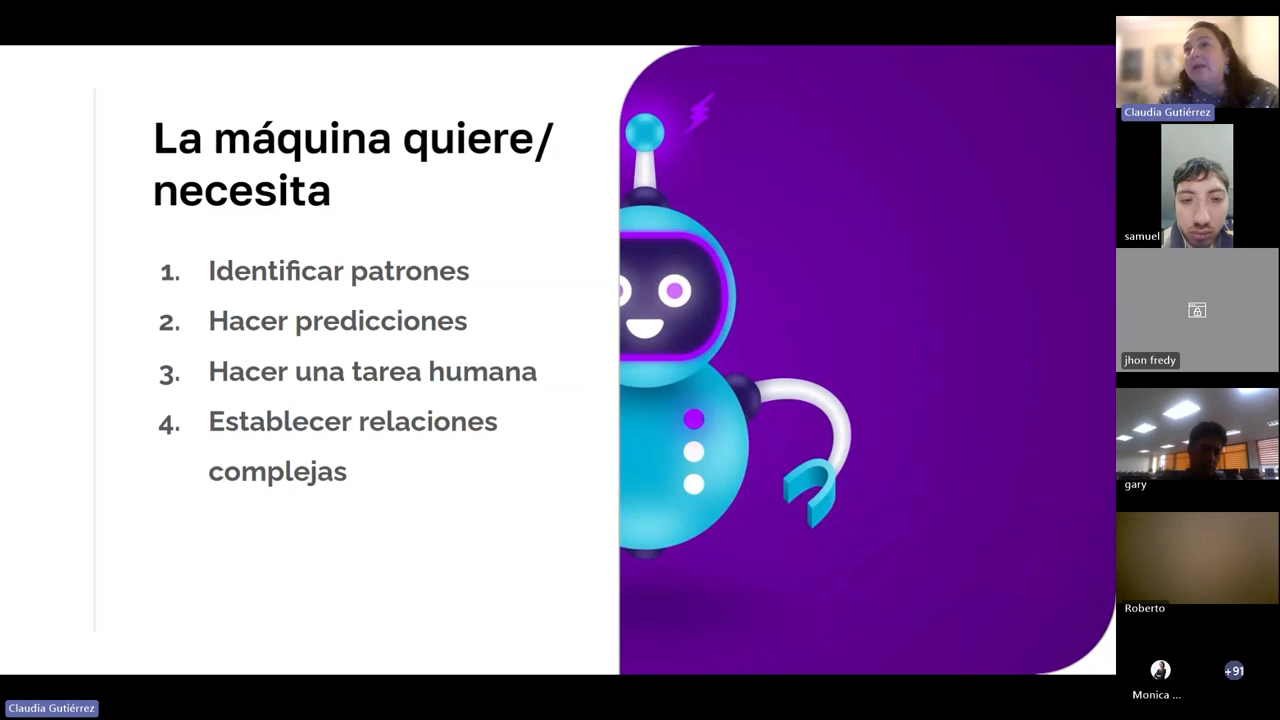 La máquina quiere/
necesita
1. Identificar patrones
2. Hacer predicciones
3. Hacer una tarea humana
4. Establecer relaciones
complejas
Claudia Gutiérrez
samuel
jhon fredy
gary
Roberto
Monica ...
+91
Claudia Gutiérrez